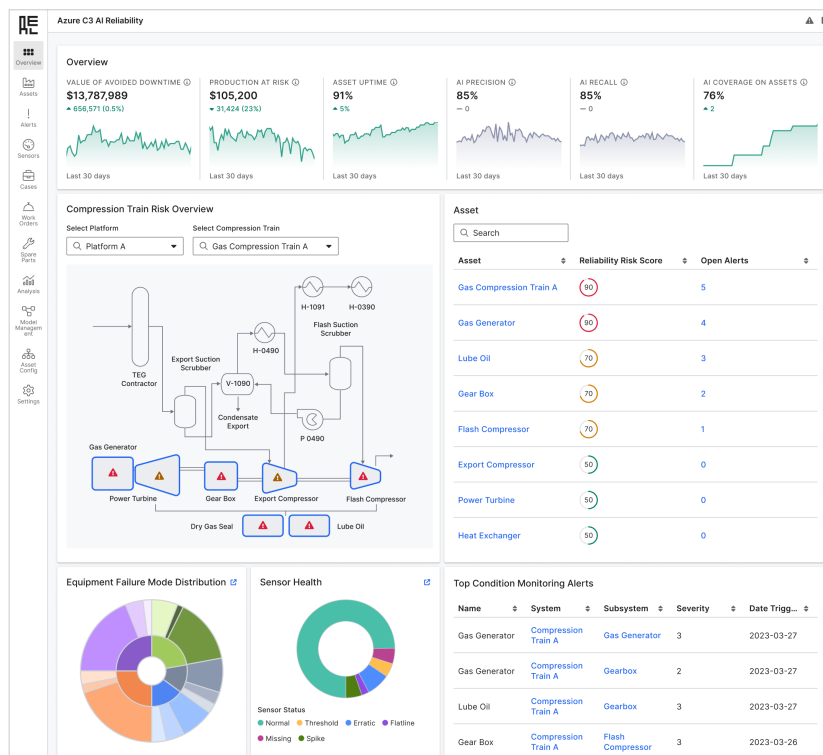 Azure C3 AI Reliability
Overview
Assets
Alerts
Sensors
Cases
Work
Orders
Spare
Parts
Analysis
Model
Managem
ent
Asset
Config
Settings
Overview
VALUE OF AVOIDED DOWNTIME
$13,787,989
656,571 (0.5%)
Last 30 days
PRODUCTION AT RISK
$105,200
31,424 (23%)
Last 30 days
ASSET UPTIME
91%
5%
Last 30 days
AI PRECISION
85%
— 0
Last 30 days
AI RECALL
85%
— 0
Last 30 days
AI COVERAGE ON ASSETS
76%
2
Last 30 days
Compression Train Risk Overview
Select Platform
Platform A
Select Compression Train
Gas Compression Train A
H-1091
H-0390
Flash Suction
Scrubber
H-0490
Export Suction
Scrubber
TEG
Contractor
V-1090
Condensate
Export
P 0490
Gas Generator
Power Turbine
Gear Box
Export Compressor
Flash Compressor
Dry Gas Seal
Lube Oil
Asset
Search
Asset Reliability Risk Score Open Alerts
Gas Compression Train A 90 5
Gas Generator 90 4
Lube Oil 70 3
Gear Box 70 2
Flash Compressor 70 1
Export Compressor 50 0
Power Turbine 50 0
Heat Exchanger 50 0
Equipment Failure Mode Distribution
Sensor Health
Sensor Status
Normal Threshold Erratic Flatline
Missing Spike
Top Condition Monitoring Alerts
Name System Subsystem Severity Date Trigg...
Gas Generator Compression Train A Gas Generator 3 2023-03-27
Gas Generator Compression Train A Gearbox 2 2023-03-27
Lube Oil Compression Train A Gearbox 3 2023-03-27
Gear Box Compression Train A Flash Compressor 3 2023-03-26